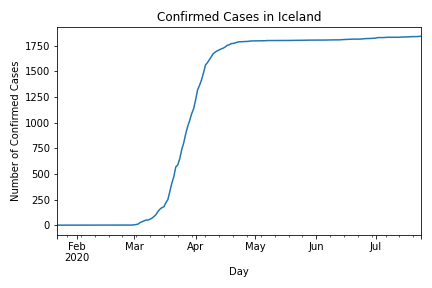 Confirmed Cases in Iceland
Number of Confirmed Cases
1750
1500
1250
1000
750
500
250
0
Feb Mar Apr May Jun Jul
2020
Day